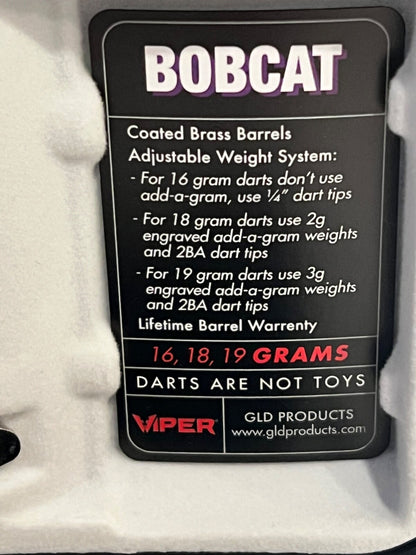 BOBCAT
Coated Brass Barrels
Adjustable Weight System:
- For 16 gram darts don't use
add-a-gram, use ¼" dart tips
- For 18 gram darts use 2g
engraved add-a-gram weights
and 2BA dart tips
- For 19 gram darts use 3g
engraved add-a-gram weights
and 2BA dart tips
Lifetime Barrel Warrenty
16, 18, 19 GRAMS
DARTS ARE NOT TOYS
VIPER
GLD PRODUCTS
www.gldproducts.com